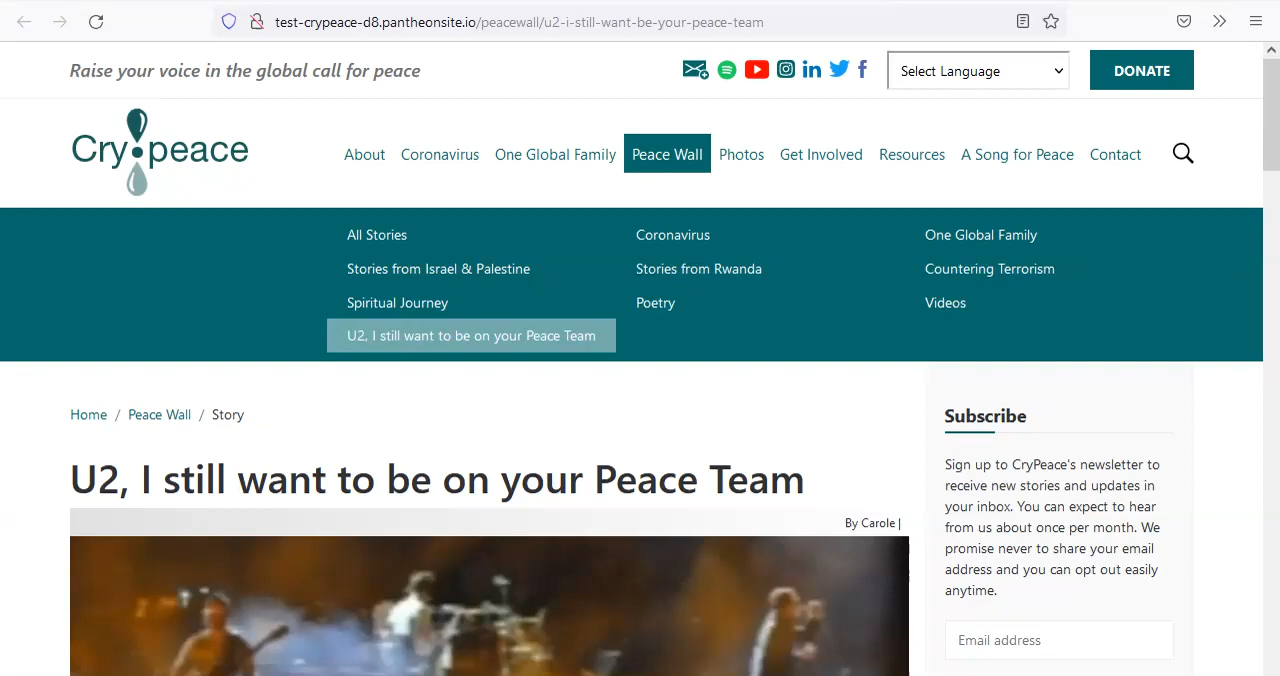 test-crypeace-d8.pantheonsite.io/peacewall/u2-i-still-want-be-your-peace-team
Raise your voice in the global call for peace
Select Language
DONATE
Cry peace
About Coronavirus One Global Family Peace Wall Photos Get Involved Resources A Song for Peace Contact
All Stories Coronavirus One Global Family
Stories from Israel & Palestine Stories from Rwanda Countering Terrorism
Spiritual Journey Poetry Videos
U2, I still want to be on your Peace Team
Home / Peace Wall / Story
U2, I still want to be on your Peace Team
By Carole |
Subscribe
Sign up to CryPeace's newsletter to
receive new stories and updates in
your inbox. You can expect to hear
from us about once per month. We
promise never to share your email
address and you can opt out easily
anytime.
Email address